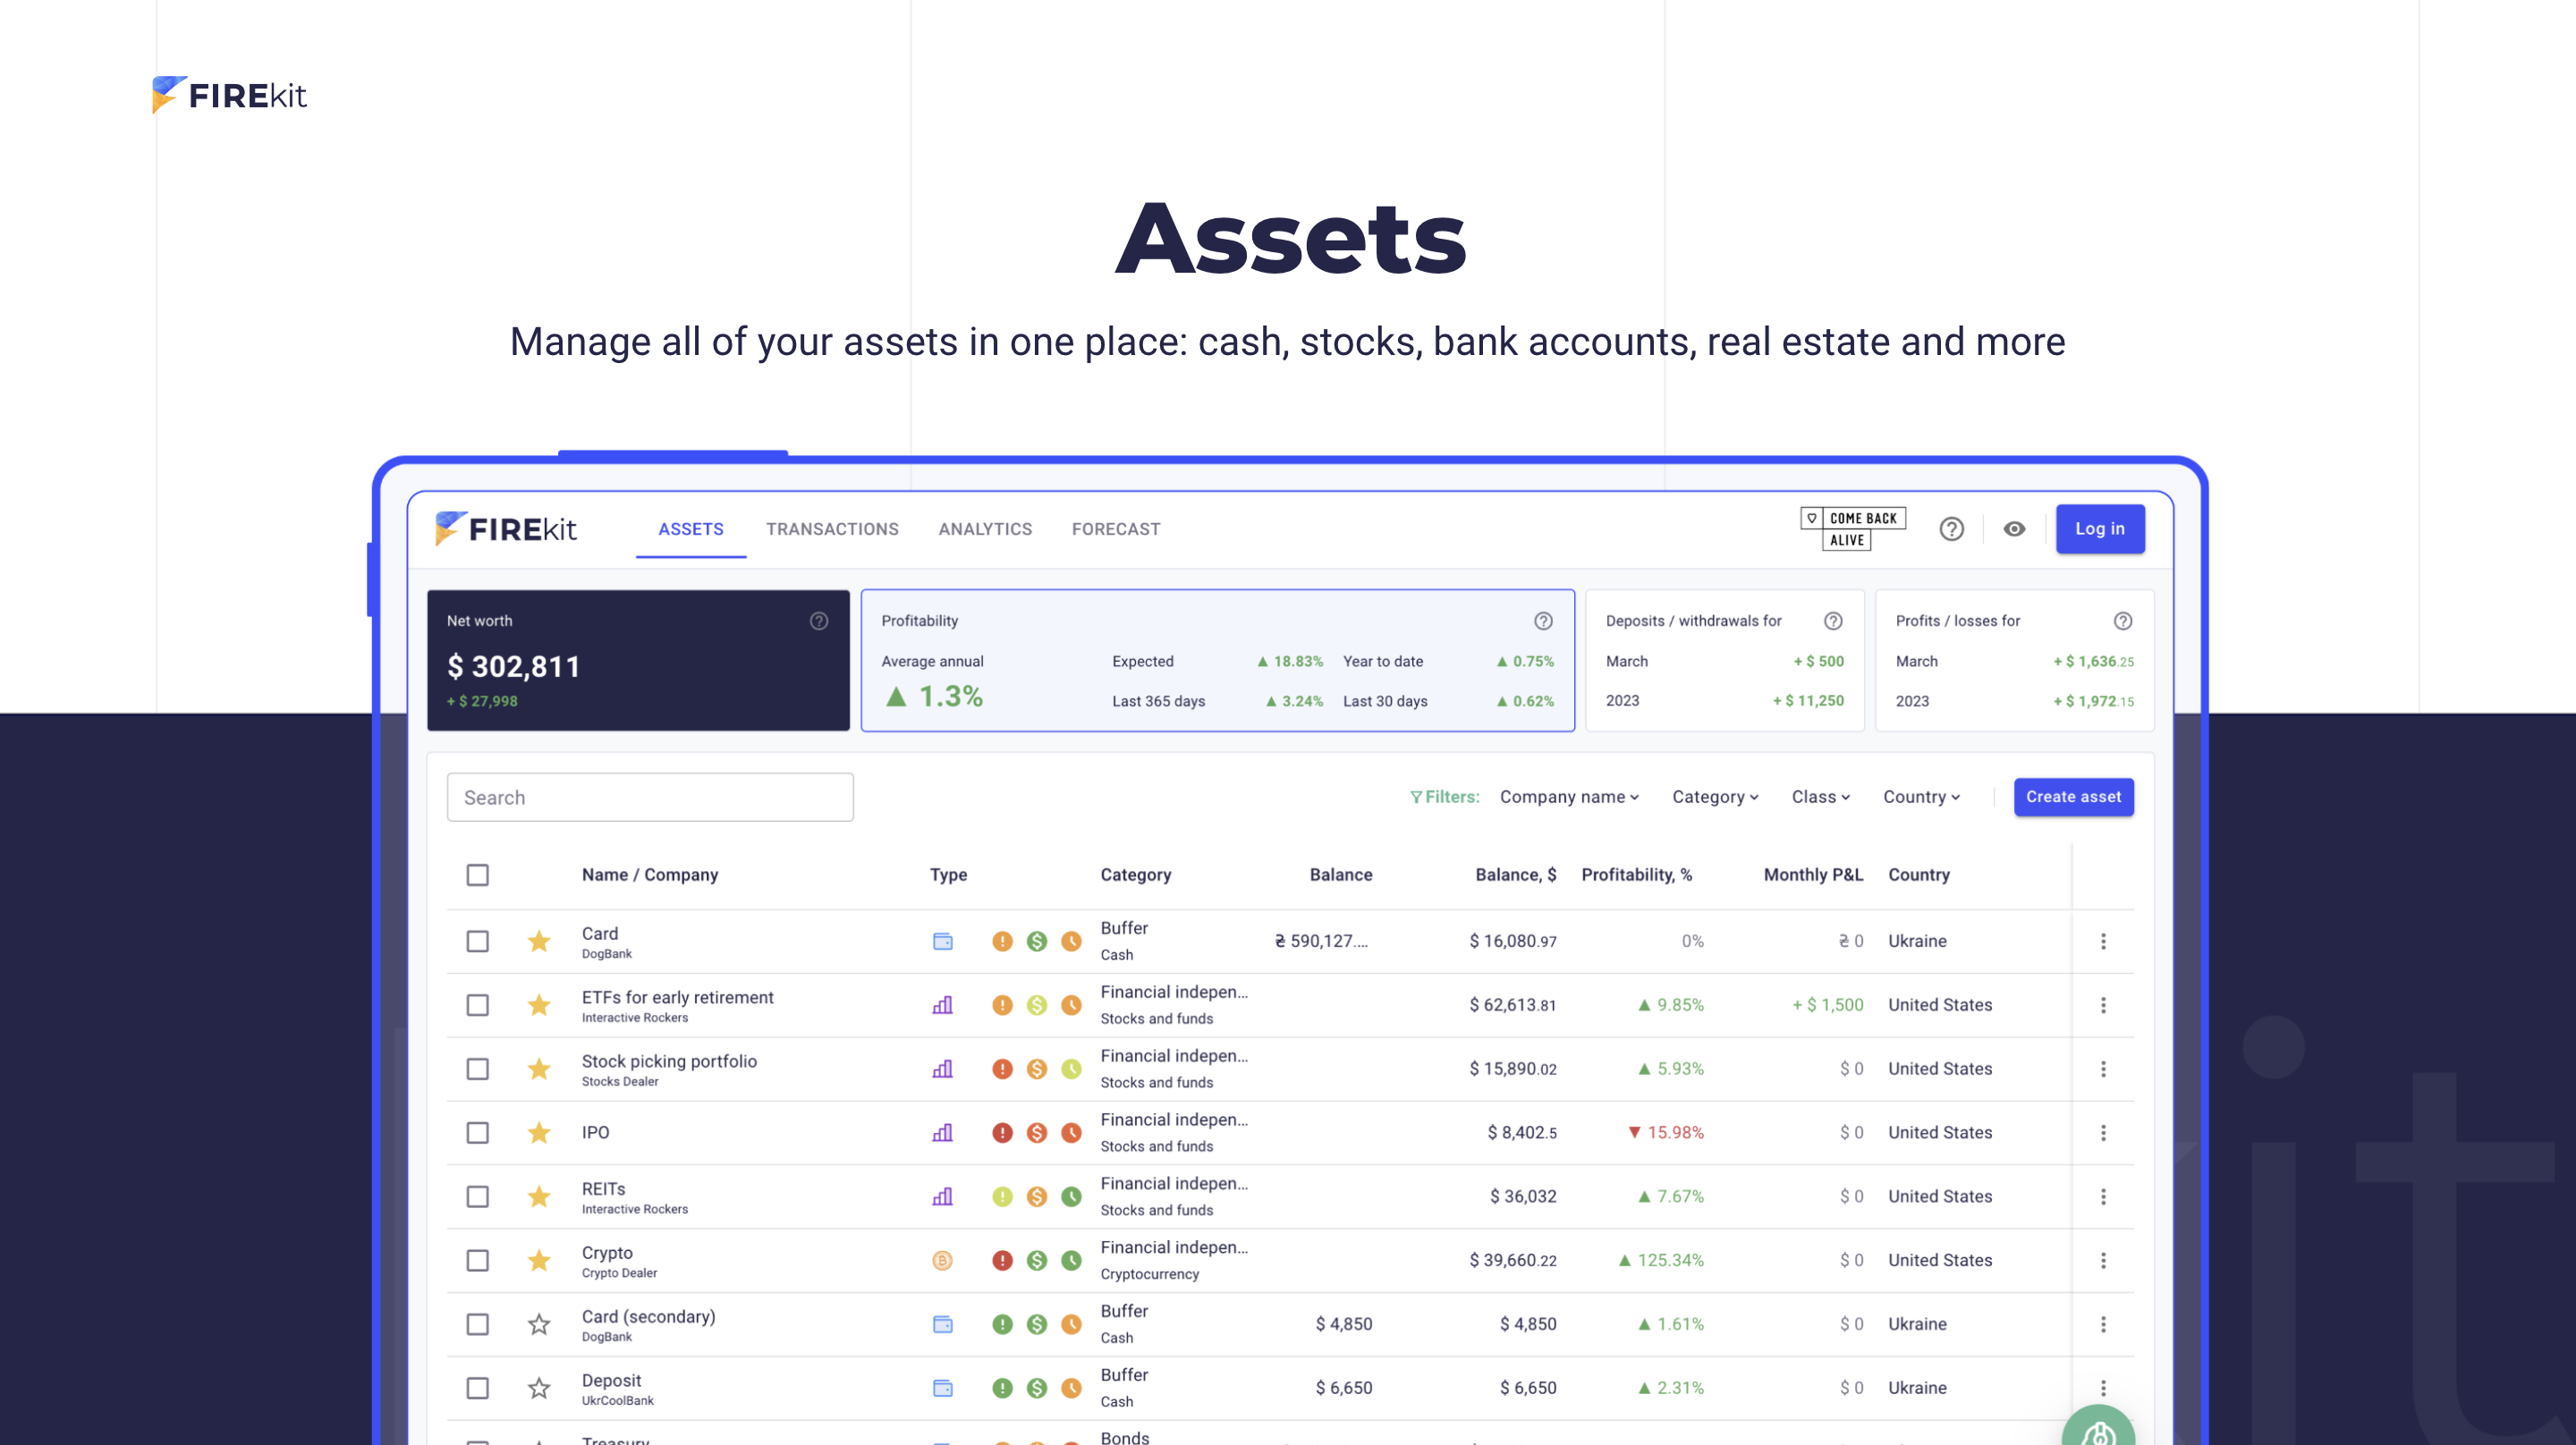 FIREkit
Assets
Manage all of your assets in one place: cash, stocks, bank accounts, real estate and more
FIREkit ASSETS TRANSACTIONS ANALYTICS FORECAST COME BACK ALIVE Log in
Net worth
$ 302,811
+ $ 27,998
Profitability
Average annual Expected ▲ 18.83% Year to date ▲ 0.75%
▲ 1.3% Last 365 days ▲ 3.24% Last 30 days ▲ 0.62%
Deposits / withdrawals for
March + $ 500
2023 + $ 11,250
Profits / losses for
March + $ 1,636.25
2023 + $ 1,972.15
Search Filters: Company name Category Class Country Create asset
Name / Company Type Category Balance Balance, $ Profitability, % Monthly P&L Country
Card Buffer ₴ 590,127.... $ 16,080.97 0% ₴ 0 Ukraine
DogBank Cash
ETFs for early retirement Financial indepen... $ 62,613.81 ▲ 9.85% + $ 1,500 United States
Interactive Rockers Stocks and funds
Stock picking portfolio Financial indepen... $ 15,890.02 ▲ 5.93% $ 0 United States
Stocks Dealer Stocks and funds
IPO Financial indepen... $ 8,402.5 ▼ 15.98% $ 0 United States
Stocks and funds
REITs Financial indepen... $ 36,032 ▲ 7.67% $ 0 United States
Interactive Rockers Stocks and funds
Crypto Financial indepen... $ 39,660.22 ▲ 125.34% $ 0 United States
Crypto Dealer Cryptocurrency
Card (secondary) Buffer $ 4,850 $ 4,850 ▲ 1.61% $ 0 Ukraine
DogBank Cash
Deposit Buffer $ 6,650 $ 6,650 ▲ 2.31% $ 0 Ukraine
UkrCoolBank Cash
Treasury Bonds